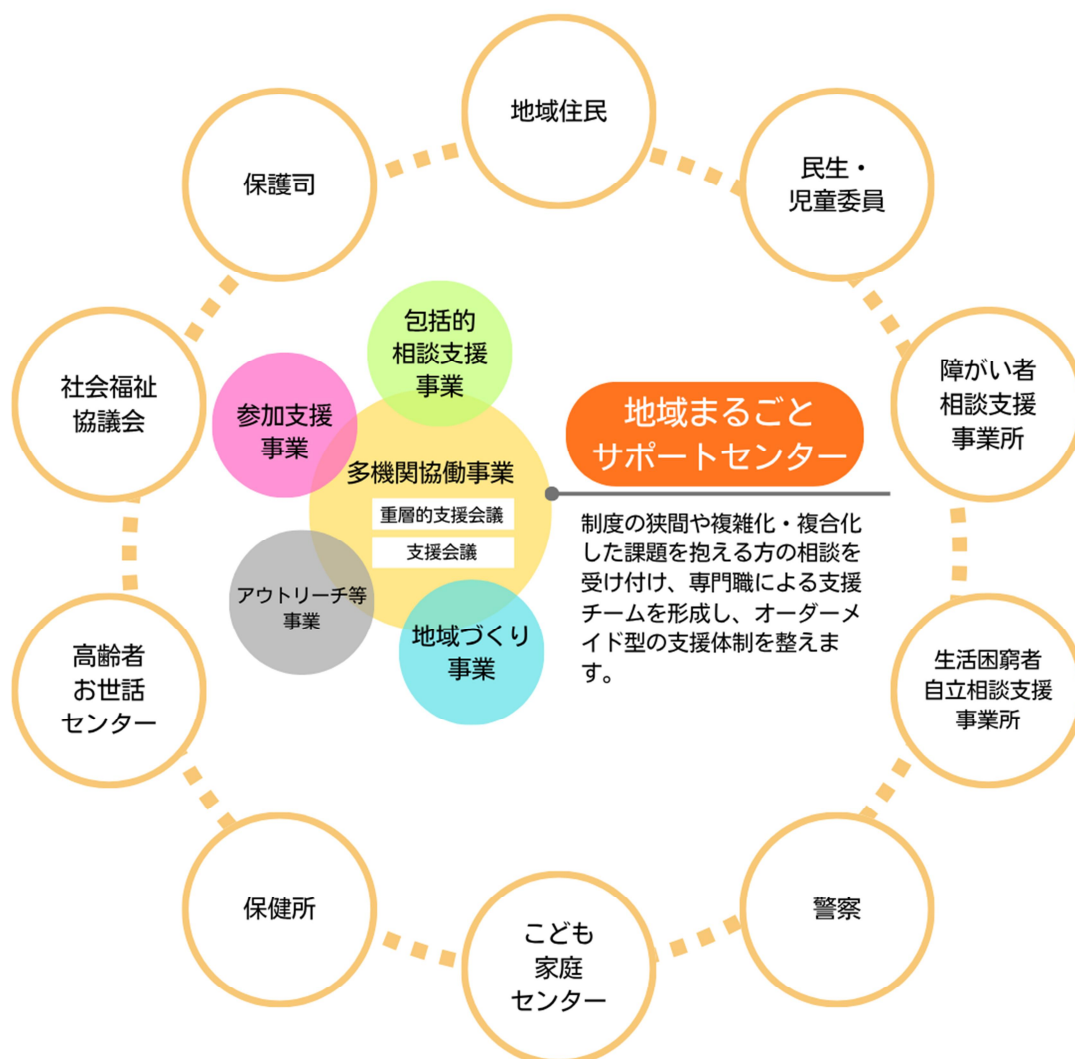 地域住民
民生・
児童委員
障がい者
相談支援
事業所
生活困窮者
自立相談支援
事業所
警察
こども
家庭
センター
保健所
高齢者
お世話
センター
社会福祉
協議会
保護司
包括的
相談支援
事業
参加支援
事業
多機関協働事業
重層的支援会議
支援会議
アウトリーチ等
事業
地域づくり
事業
地域まるごと
サポートセンター
制度の狭間や複雑化・複合化
した課題を抱える方の相談を
受け付け、専門職による支援
チームを形成し、オーダーメ
イド型の支援体制を整えま
す。